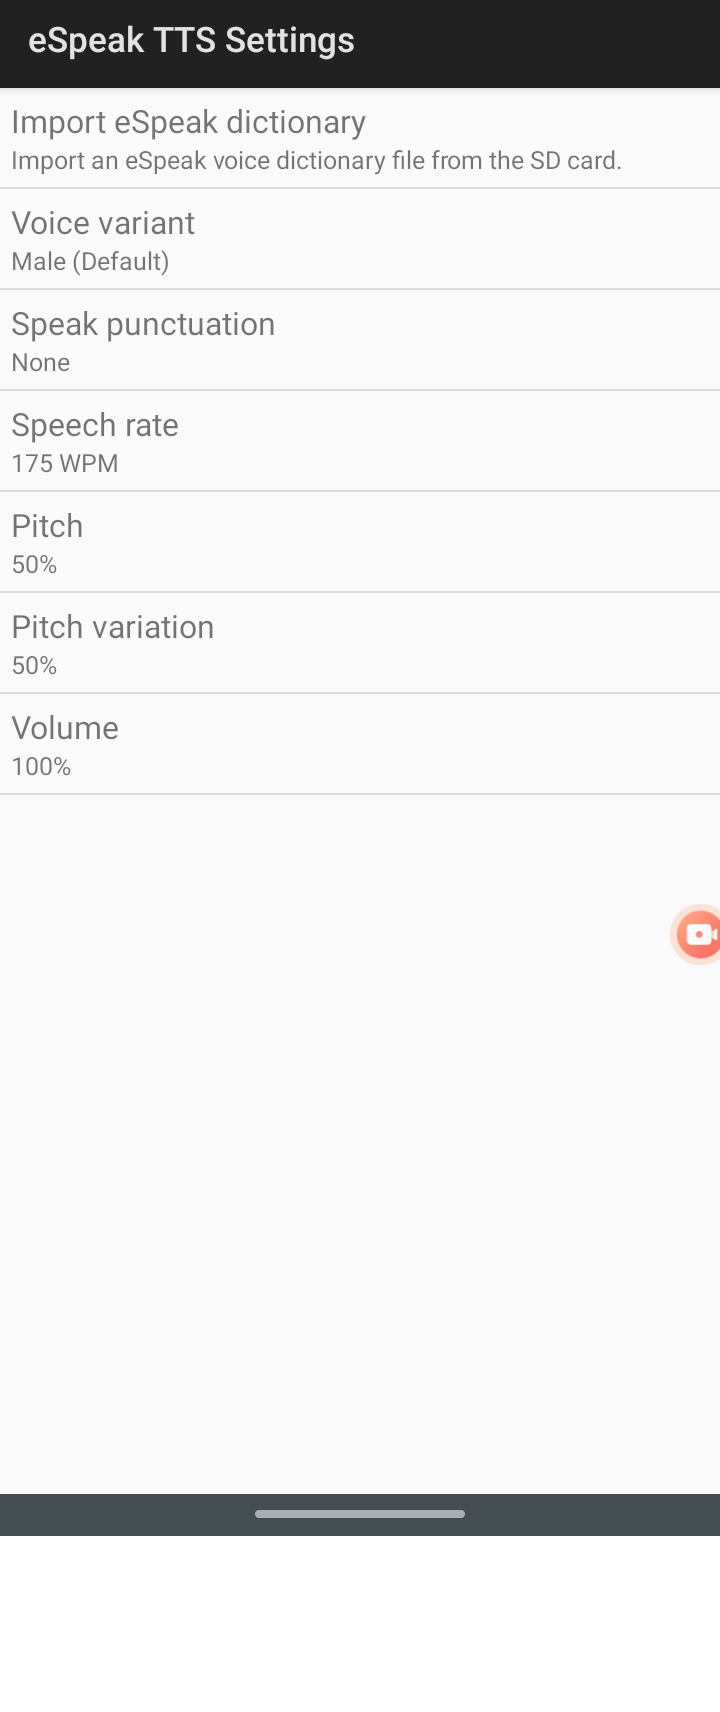 eSpeak TTS Settings
Import eSpeak dictionary
Import an eSpeak voice dictionary file from the SD card.
Voice variant
Male (Default)
Speak punctuation
None
Speech rate
175 WPM
Pitch
50%
Pitch variation
50%
Volume
100%